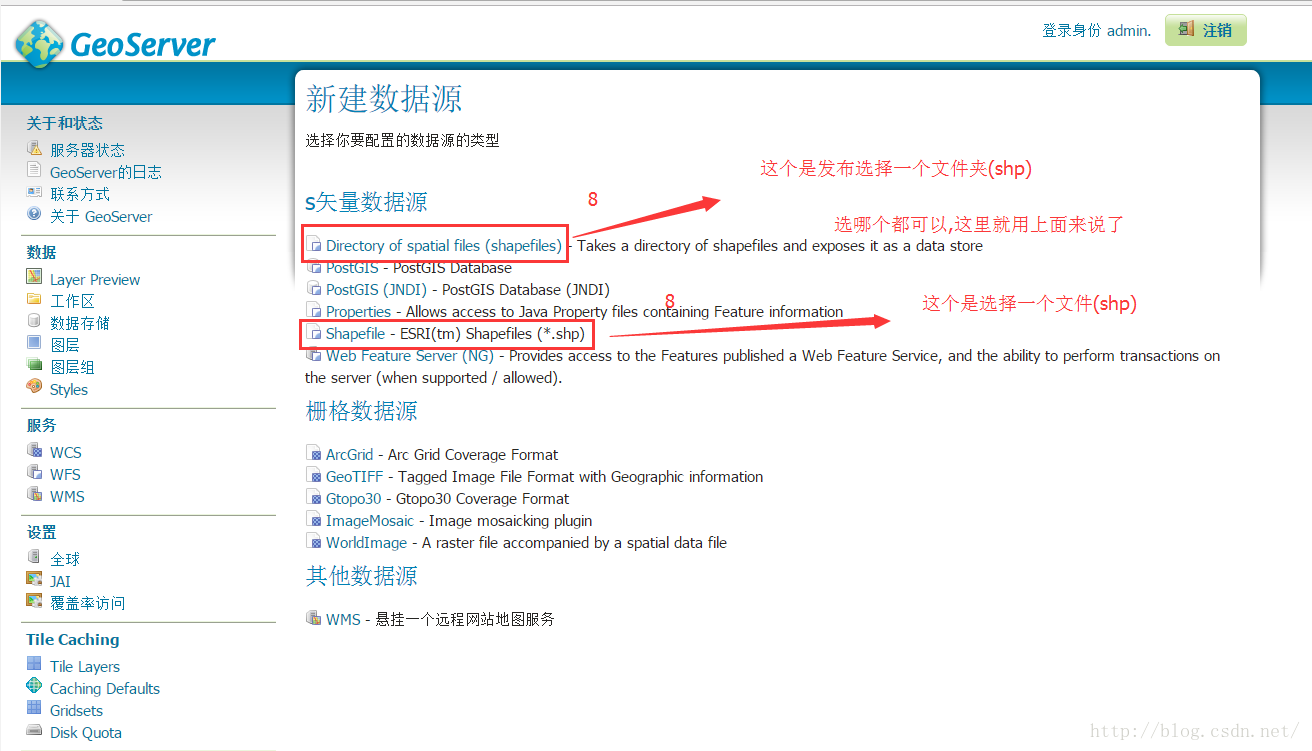 GeoServer
登录身份 admin.
注销
关于和状态
服务器状态
GeoServer的日志
联系方式
关于 GeoServer
数据
Layer Preview
工作区
数据存储
图层
图层组
Styles
服务
WCS
WFS
WMS
设置
全球
JAI
覆盖率访问
Tile Caching
Tile Layers
Caching Defaults
Gridsets
Disk Quota
新建数据源
选择你要配置的数据源的类型
这个是发布选择一个文件夹(shp)
s矢量数据源
8
选哪个都可以,这里就用上面来说了
Directory of spatial files (shapefiles) - Takes a directory of shapefiles and exposes it as a data store
PostGIS - PostGIS Database
PostGIS (JNDI) - PostGIS Database (JNDI)
8
这个是选择一个文件(shp)
Properties - Allows access to Java Property files containing Feature information
Shapefile - ESRI(tm) Shapefiles (*.shp)
Web Feature Server (NG) - Provides access to the Features published a Web Feature Service, and the ability to perform transactions on
the server (when supported / allowed).
栅格数据源
ArcGrid - Arc Grid Coverage Format
GeoTIFF - Tagged Image File Format with Geographic information
Gtopo30 - Gtopo30 Coverage Format
ImageMosaic - Image mosaicking plugin
WorldImage - A raster file accompanied by a spatial data file
其他数据源
WMS - 悬挂一个远程网站地图服务
http://blog.csdn.net/